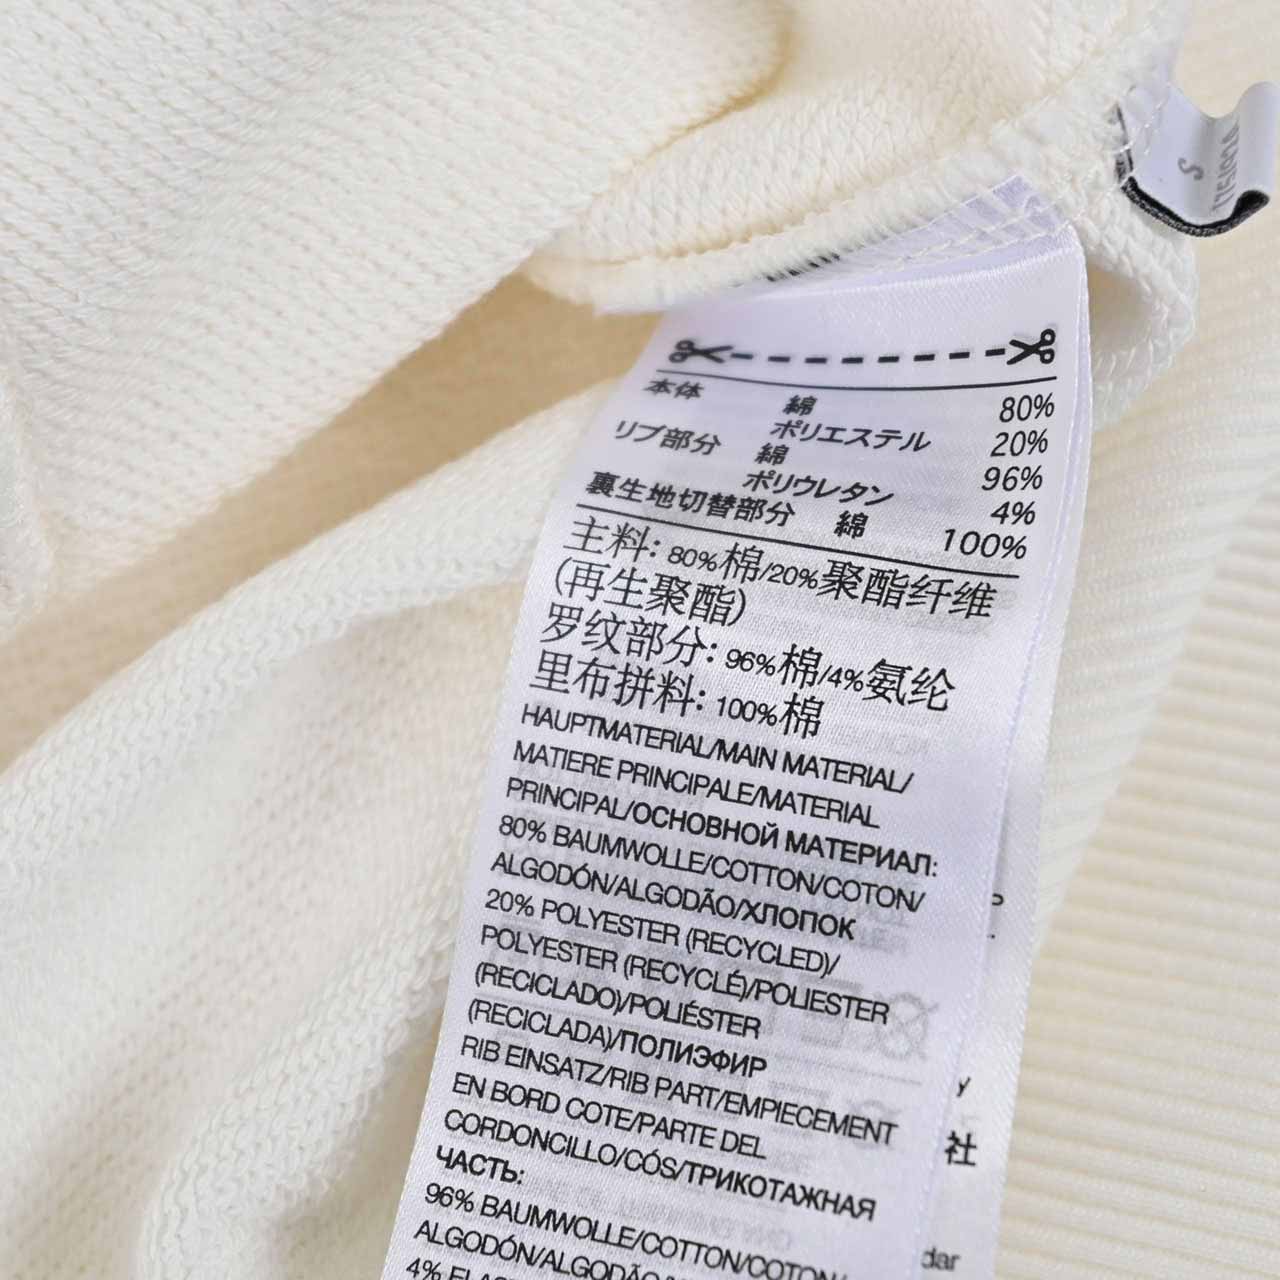 S
本体 綿 80%
ポリエステル 20%
リブ部分 綿 96%
ポリウレタン 4%
裏生地切替部分 綿 100%
主料: 80%棉/20%聚酯纤维
(再生聚酯)
罗纹部分: 96%棉/4%氨纶
里布拼料: 100%棉
HAUPTMATERIAL/MAIN MATERIAL/
MATIERE PRINCIPALE/MATERIAL
PRINCIPAL/ОСНОВНОЙ МАТЕРИАЛ:
80% BAUMWOLLE/COTTON/COTON/
ALGODÓN/ALGODÃO/ХЛОПОК
20% POLYESTER (RECYCLED)/
POLYESTER (RECYCLÉ)/POLIESTER
(RECICLADO)/POLIÉSTER
(RECICLADA)/ПОЛИЭФИР
RIB EINSATZ/RIB PART/EMPIECEMENT
EN BORD COTE/PARTE DEL
CORDONCILLO/CÓS/ТРИКОТАЖНАЯ
ЧАСТЬ:
96% BAUMWOLLE/COTTON/COTON/
ALGODÓN/ALGODÃO/
4%
y
社
dar